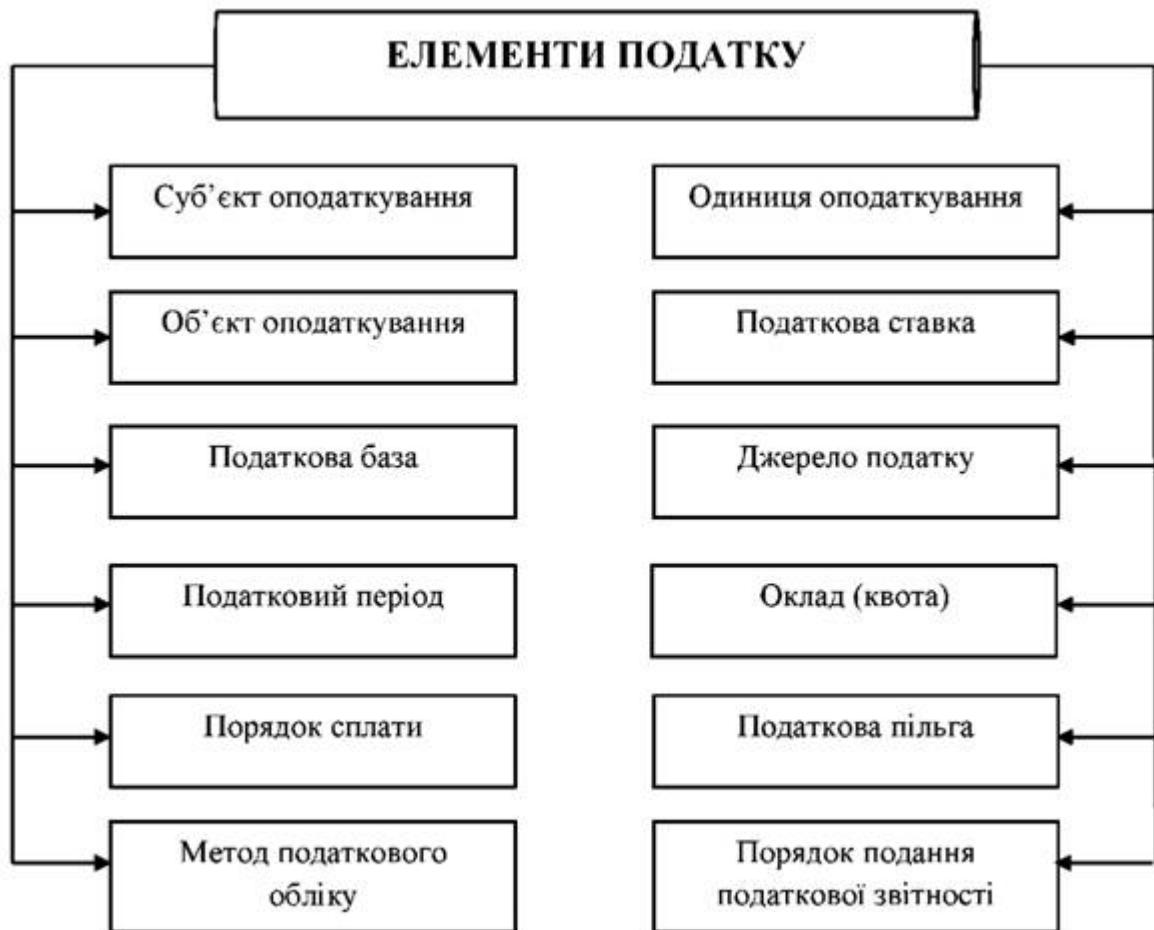 ЕЛЕМЕНТИ ПОДАТКУ
Суб’єкт оподаткування
Одиниця оподаткування
Об’єкт оподаткування
Податкова ставка
Податкова база
Джерело податку
Податковий період
Оклад (квота)
Порядок сплати
Податкова пільга
Метод податкового
обліку
Порядок подання
податкової звітності